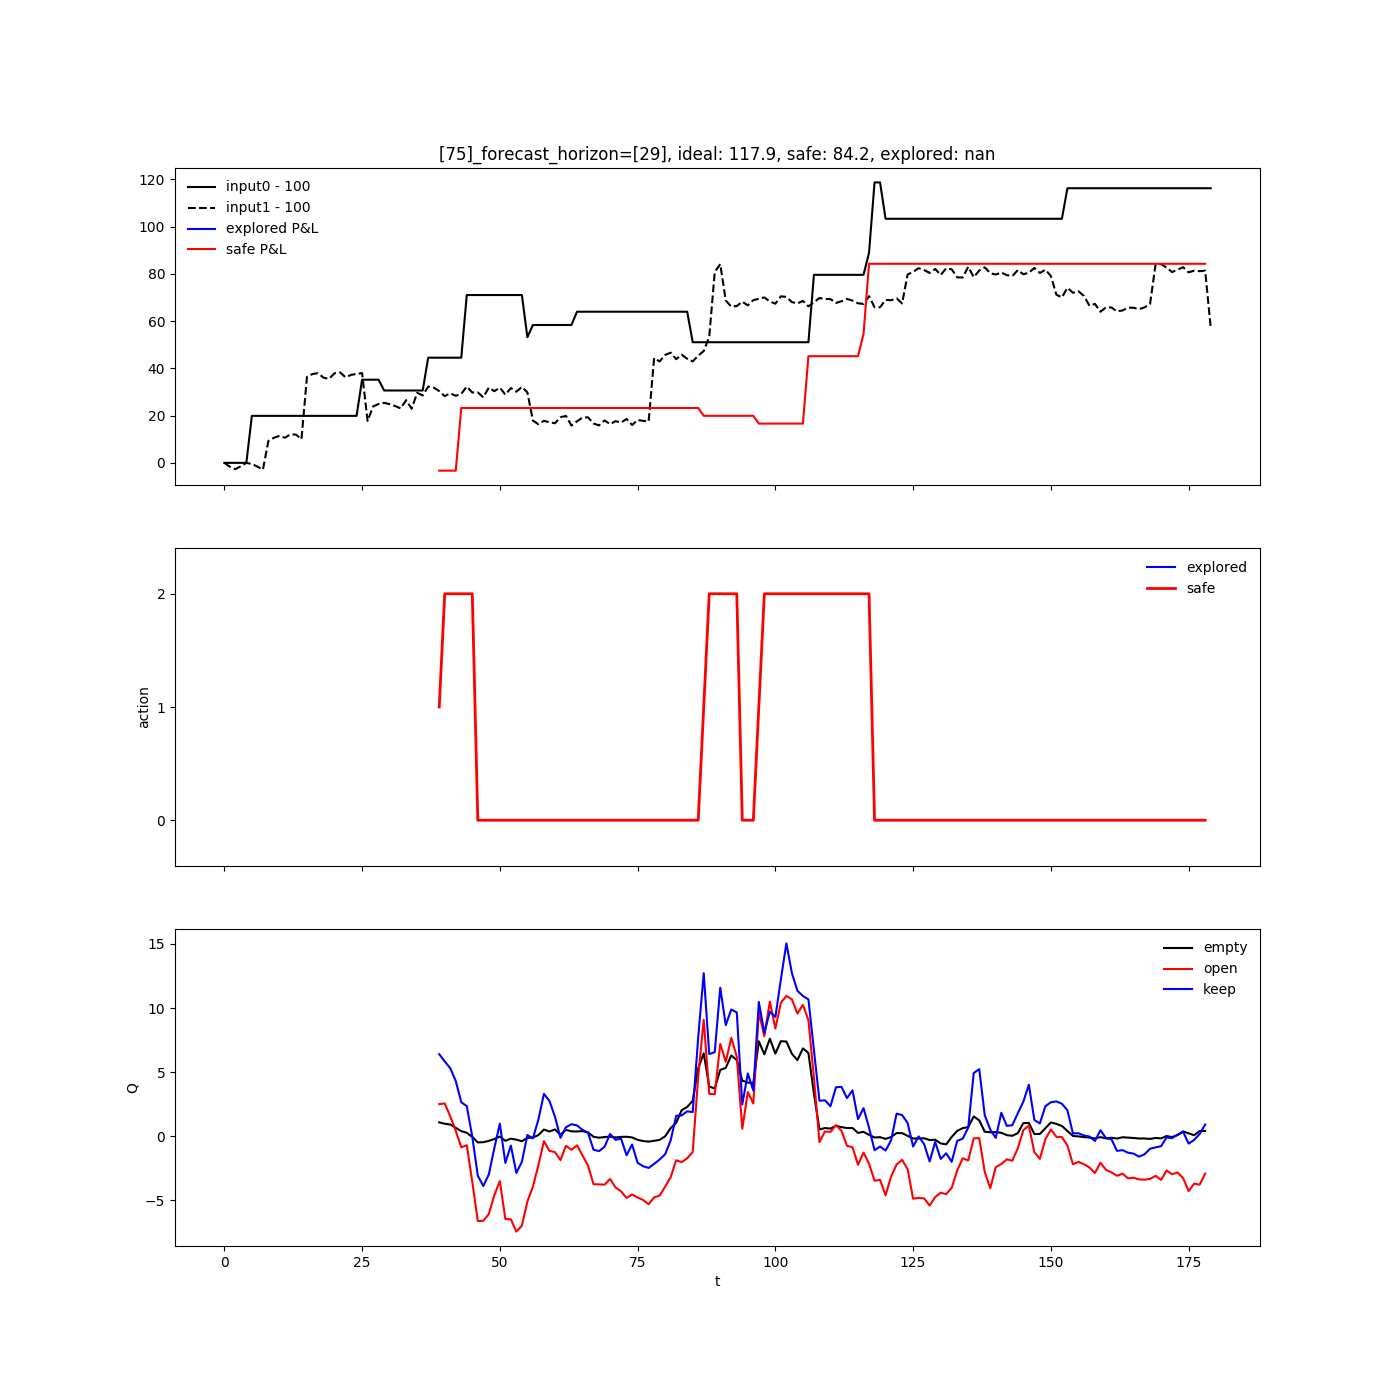 [75]_forecast_horizon=[29], ideal: 117.9, safe: 84.2, explored: nan
120
100
80
60
40
20
0
input0 - 100
input1 - 100
explored P&L
safe P&L
action
2
1
0
explored
safe
Q
15
10
5
0
−5
empty
open
keep
0 25 50 75 100 125 150 175
t